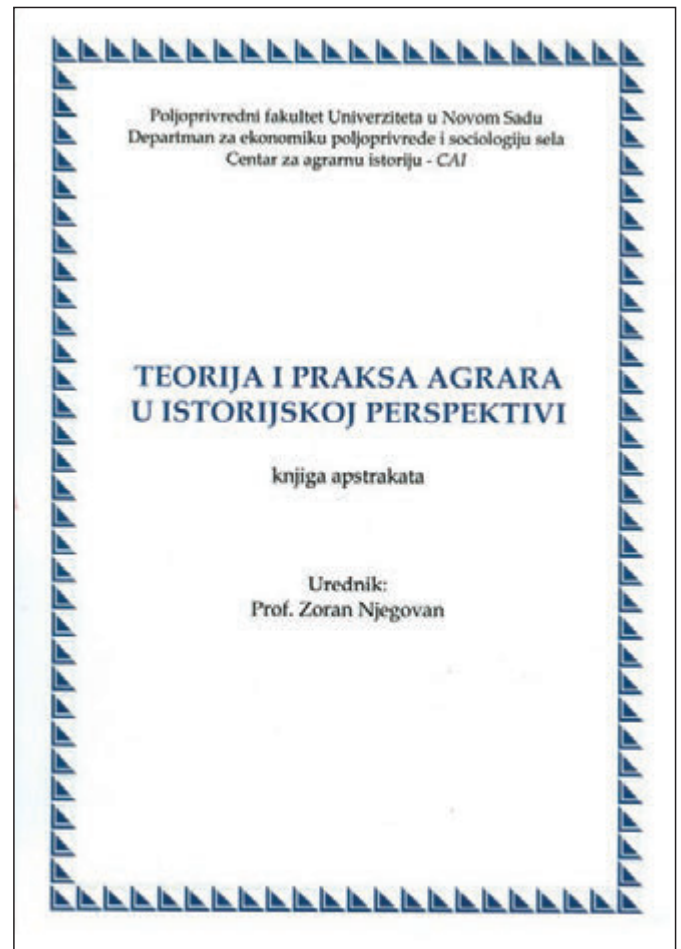 Poljoprivredni fakultet Univerziteta u Novom Sadu
Departman za ekonomiku poljoprivrede i sociologiju sela
Centar za agrarnu istoriju - CAI
TEORIJA I PRAKSA AGRARA
U ISTORIJSKOJ PERSPEKTIVI
knjiga apstrakata
Urednik:
Prof. Zoran Njegovan